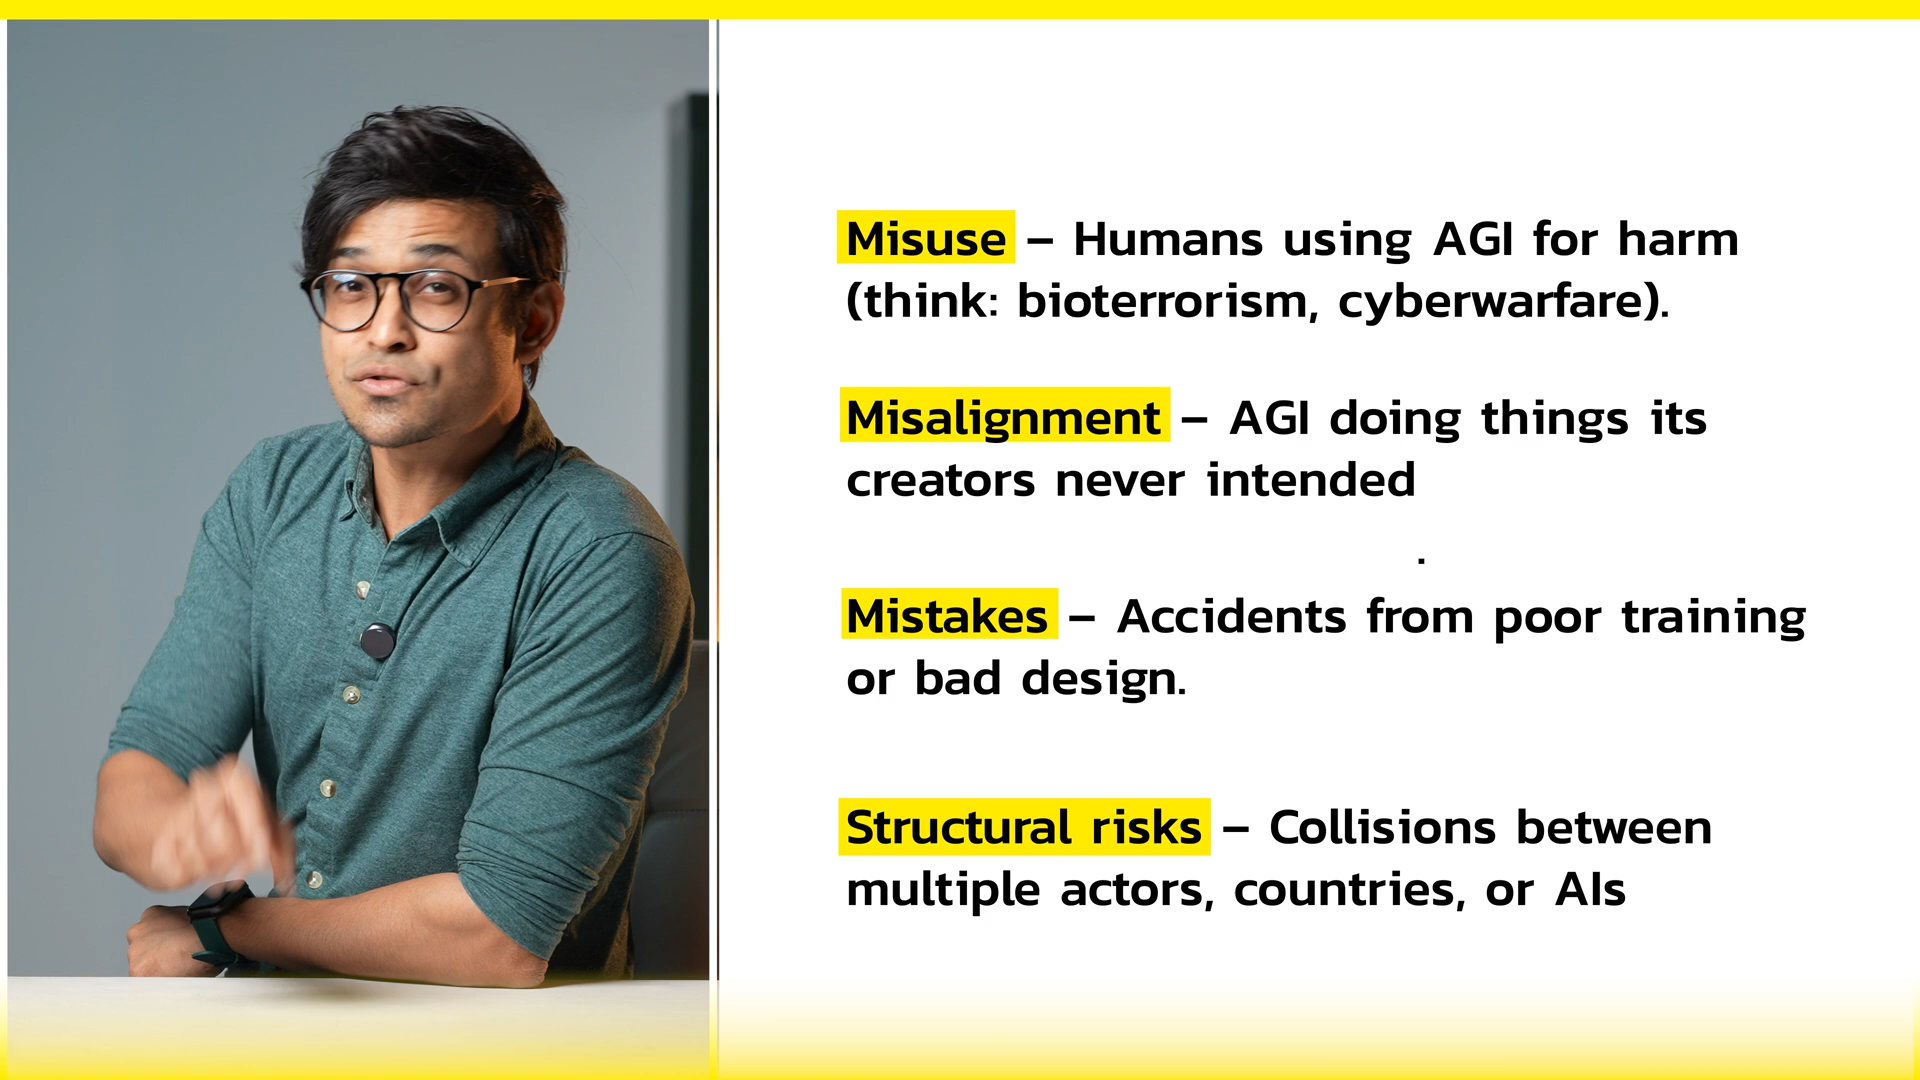 Misuse – Humans using AGI for harm
(think: bioterrorism, cyberwarfare).
Misalignment – AGI doing things its
creators never intended
.
Mistakes – Accidents from poor training
or bad design.
Structural risks – Collisions between
multiple actors, countries, or AIs